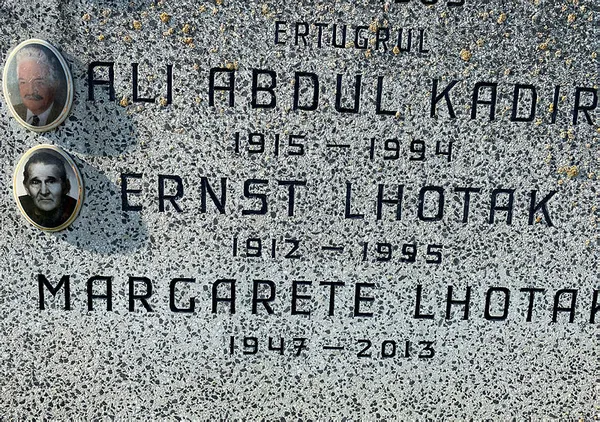 ERTUGRUL
ALI ABDUL KADIR
1915 – 1994
ERNST LHOTAK
1912 – 1995
MARGARETE LHOTAK
1947 – 2013